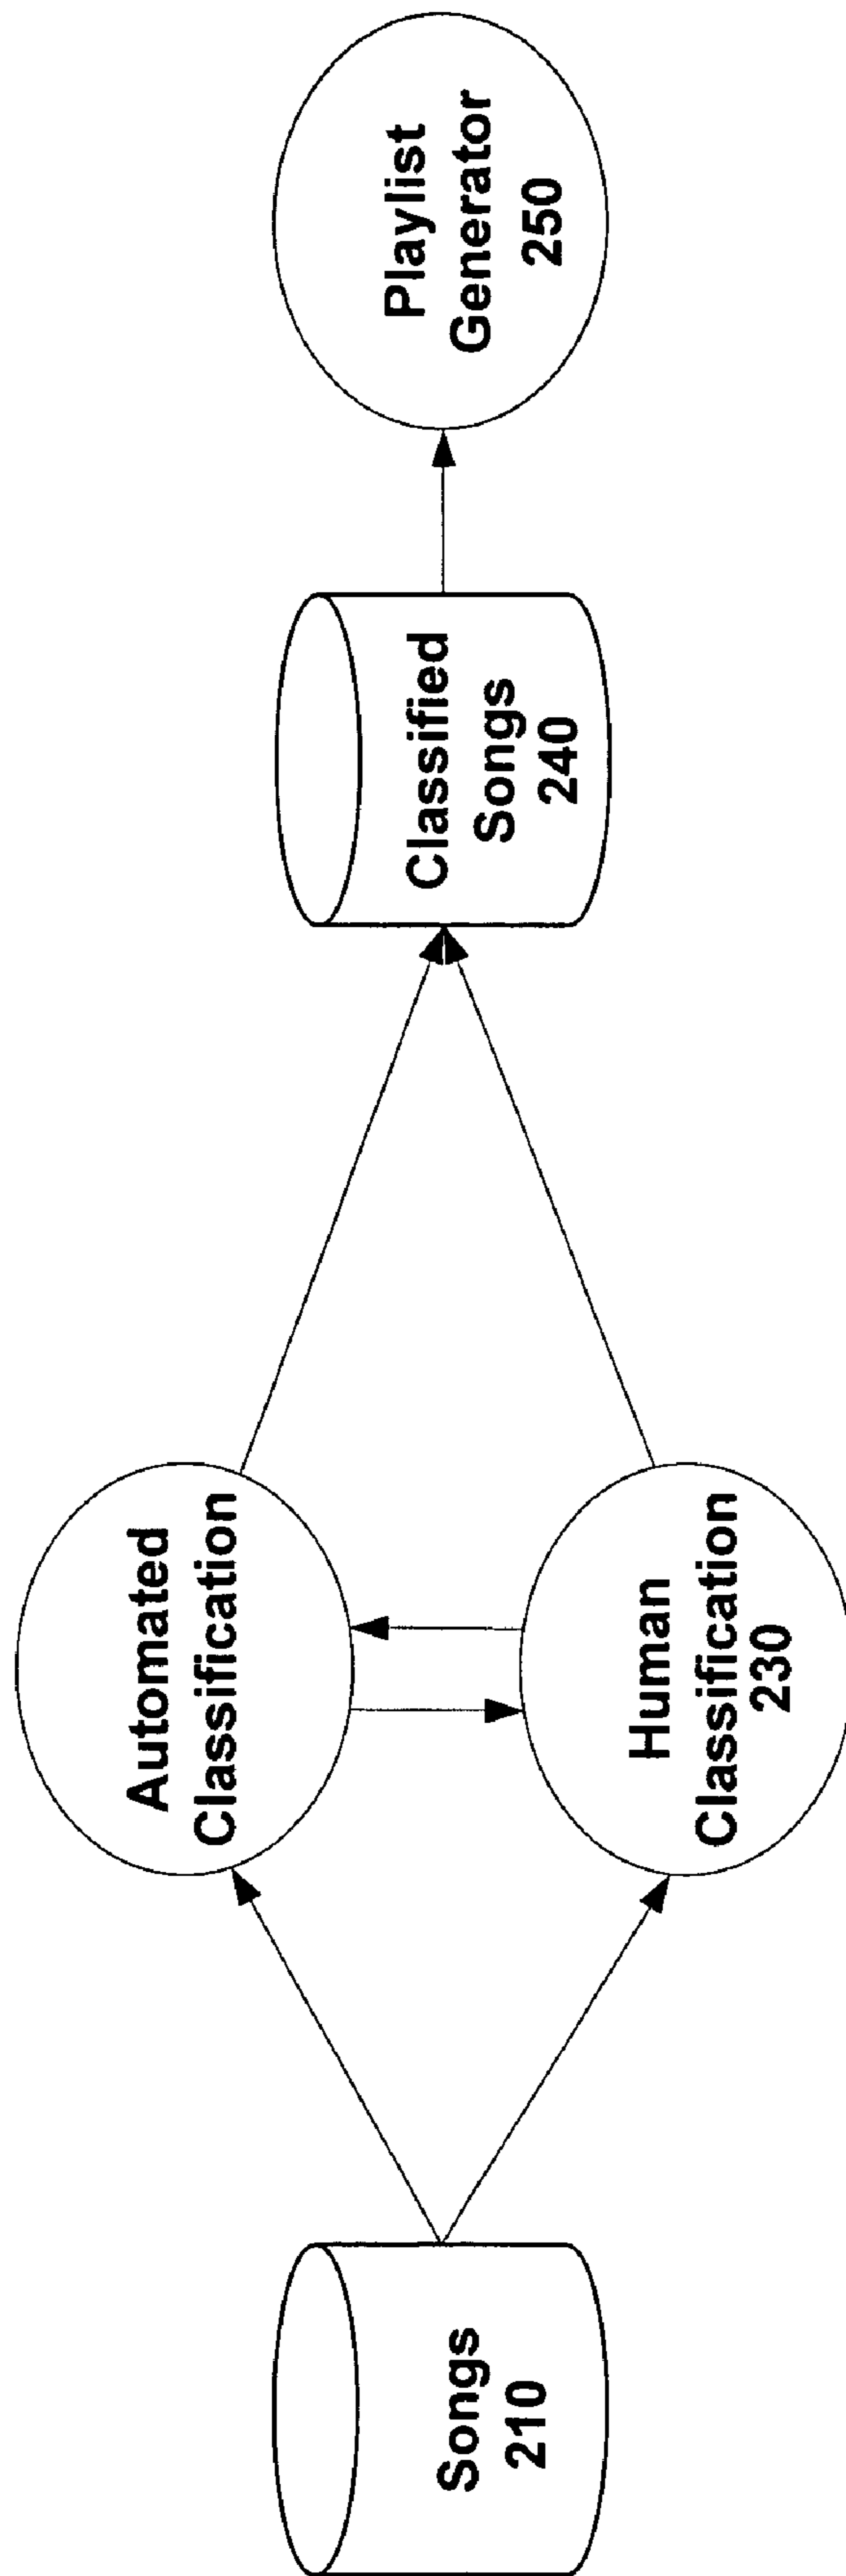 Songs
210
Automated
Classification
Human
Classification
230
Classified
Songs
240
Playlist
Generator
250